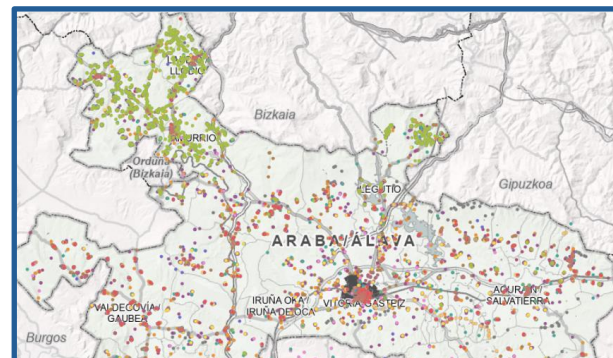 LLODIO
Bizkaia
AMURRIO
Orduña
(Bizkaia)
LEGUTIO
Gipuzkoa
ARABA/ÁLAVA
VITORIA-GASTEIZ
IRUÑA OKA /
IRUÑA DE OCA
AGURAIN /
SALVATIERRA
VALDEGOVÍA /
GAUBEA
Burgos